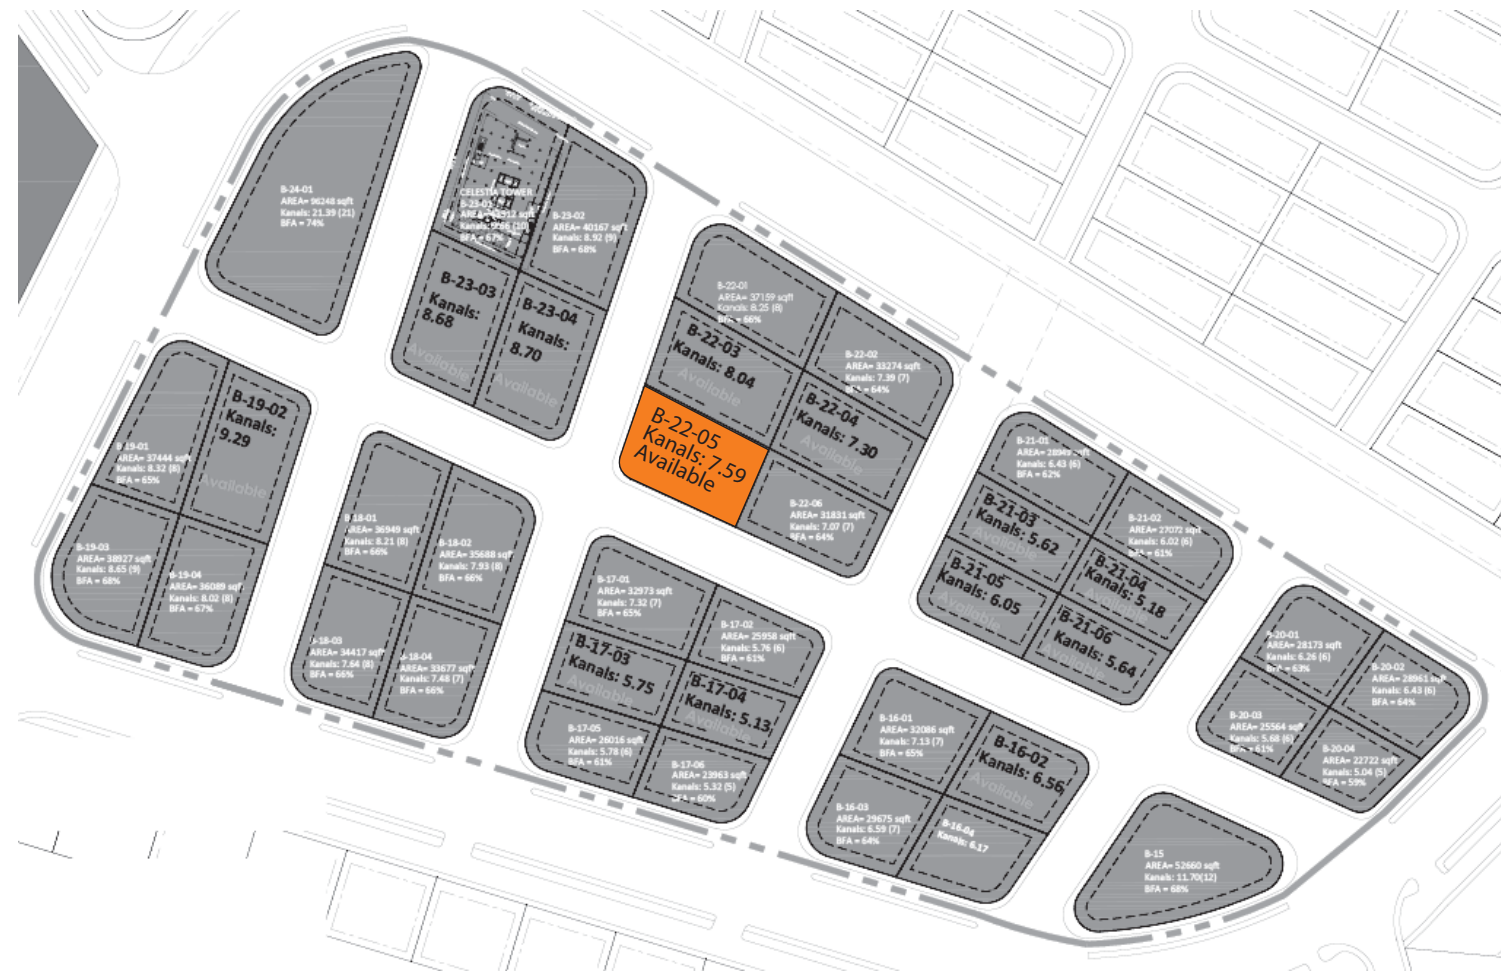 B-24-01
AREA= 96248 sqft
Kanals: 21.39 (21)
BFA = 74%
CELESTIA TOWER
B-23-01
Kanals: 9.86 (10)
BFA = 67%
B-23-02
AREA= 40167 sqft
Kanals: 8.92 (9)
BFA = 68%
B-23-03
Kanals:
8.68
Available
B-23-04
Kanals:
8.70
Available
B-22-01
AREA= 37159 sqft
Kanals: 8.25 (8)
BFA = 66%
B-22-02
AREA= 33274 sqft
Kanals: 7.39 (7)
BFA = 64%
B-22-03
Kanals: 8.04
Available
B-22-04
Kanals: 7.30
Available
B-22-05
Kanals: 7.59
Available
B-22-06
AREA= 31831 sqft
Kanals: 7.07 (7)
BFA = 64%
B-19-01
AREA= 37444 sqft
Kanals: 8.32 (8)
BFA = 65%
B-19-02
Kanals:
9.29
Available
B-19-03
AREA= 38927 sqft
Kanals: 8.65 (9)
BFA = 68%
B-19-04
AREA= 36089 sqft
Kanals: 8.02 (8)
BFA = 67%
B-18-01
AREA= 36949 sqft
Kanals: 8.21 (8)
BFA = 66%
B-18-02
AREA= 35688 sqft
Kanals: 7.93 (8)
BFA = 66%
B-18-03
AREA= 34417 sqft
Kanals: 7.64 (8)
BFA = 66%
B-18-04
AREA= 33677 sqft
Kanals: 7.48 (7)
BFA = 66%
B-17-01
AREA= 32973 sqft
Kanals: 7.32 (7)
BFA = 65%
B-17-02
AREA= 25958 sqft
Kanals: 5.76 (6)
BFA = 61%
B-17-03
Kanals: 5.75
Available
B-17-04
Kanals: 5.13
Available
B-17-05
AREA= 26016 sqft
Kanals: 5.78 (6)
BFA = 61%
B-17-06
AREA= 23963 sqft
Kanals: 5.32 (5)
BFA = 60%
B-21-01
Kanals: 6.43 (6)
BFA = 62%
B-21-02
AREA= 27072 sqft
Kanals: 6.02 (6)
BFA = 61%
B-21-03
Kanals: 5.62
Available
B-21-04
Kanals: 5.18
Available
B-21-05
Kanals: 6.05
Available
B-21-06
Kanals: 5.64
Available
B-20-01
AREA= 28173 sqft
Kanals: 6.26 (6)
BFA = 63%
B-20-02
AREA= 28961 sqft
Kanals: 6.43 (6)
BFA = 64%
B-20-03
AREA= 25564 sqft
Kanals: 5.68 (6)
BFA = 61%
B-20-04
AREA= 22722 sqft
Kanals: 5.04 (5)
BFA = 59%
B-16-01
AREA= 32086 sqft
Kanals: 7.13 (7)
BFA = 65%
B-16-02
Kanals: 6.56
Available
B-16-03
AREA= 29675 sqft
Kanals: 6.59 (7)
BFA = 64%
B-16-04
Kanals: 6.17
B-15
AREA= 52660 sqft
Kanals: 11.70(12)
BFA = 68%